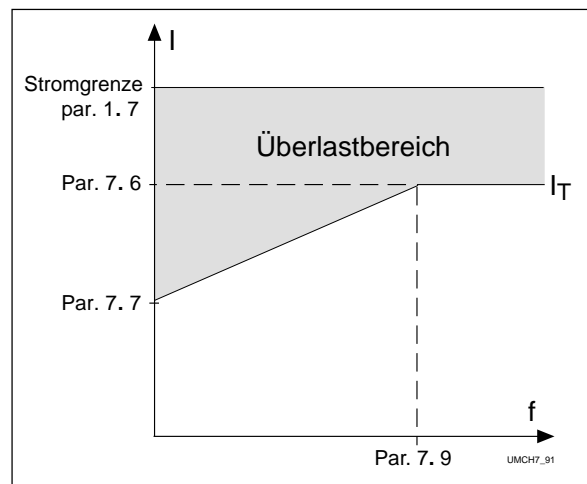 I
Stromgrenze
par. 1. 7
Überlastbereich
Par. 7. 6
IT
Par. 7. 7
f
Par. 7. 9
UMCH7_91